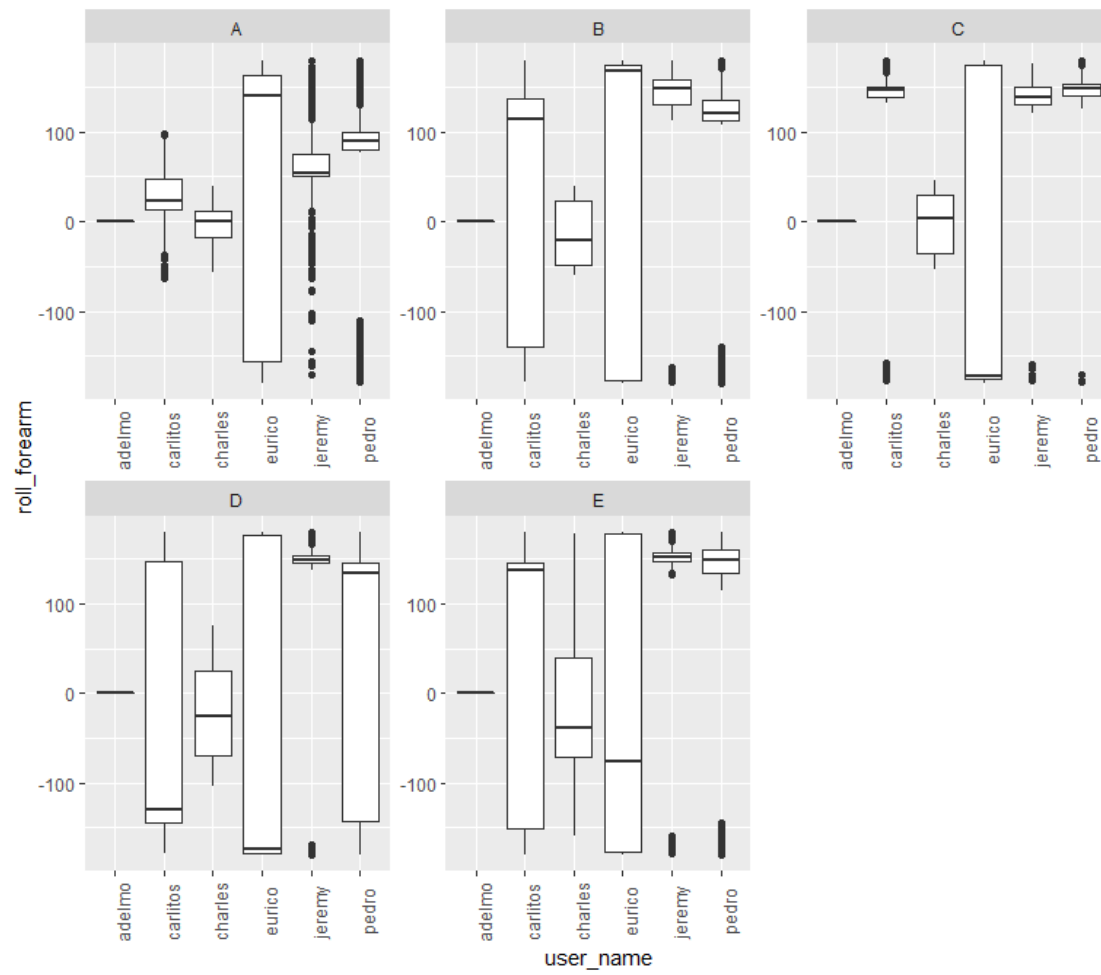 A
B
C
100
0
-100
100
0
-100
100
0
-100
adelmo
carlitos
charles
eurico
jeremy
pedro
adelmo
carlitos
charles
eurico
jeremy
pedro
adelmo
carlitos
charles
eurico
jeremy
pedro
roll_forearm
D
E
100
0
-100
100
0
-100
adelmo
carlitos
charles
eurico
jeremy
pedro
adelmo
carlitos
charles
eurico
jeremy
pedro
user_name